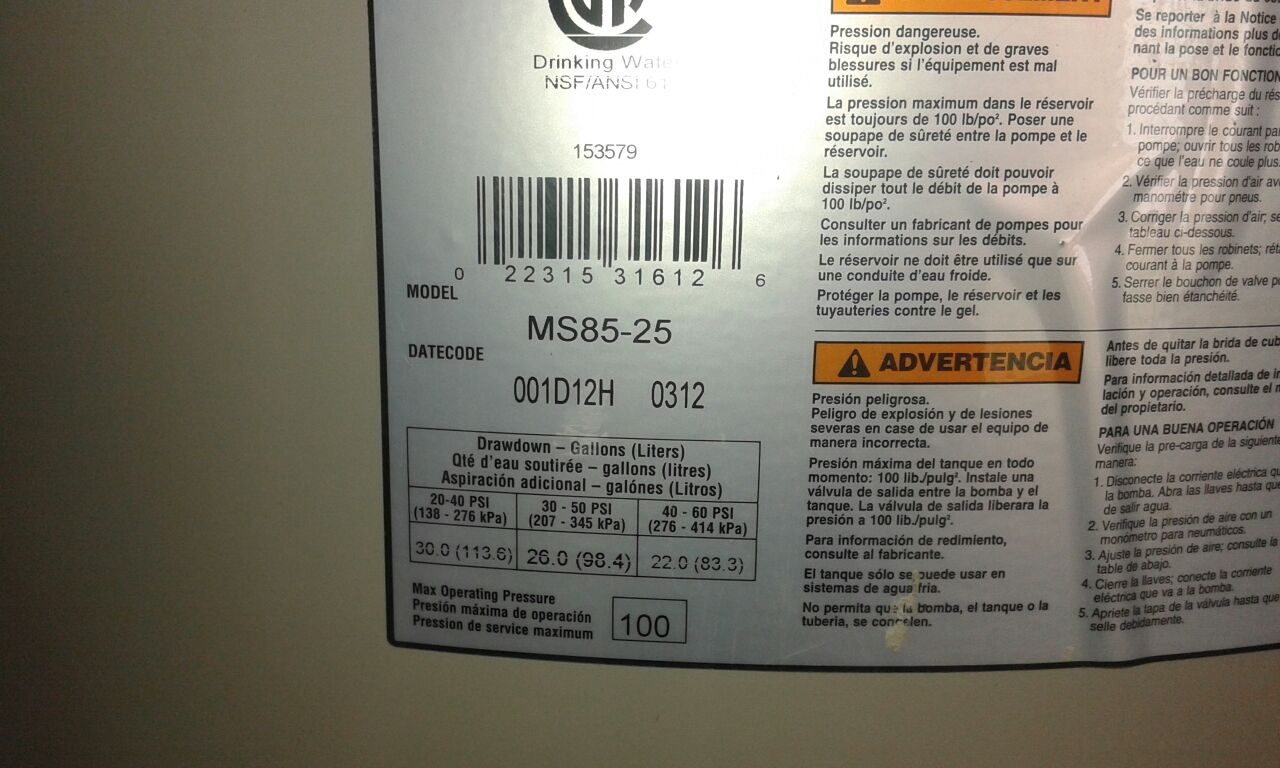 Drinking Wate
NSF/ANSI 61
153579
0 22315 31612 6
MODEL
MS85-25
DATECODE
001D12H 0312
Drawdown – Gallons (Liters)
Qté d'eau soutirée – gallons (litres)
Aspiración adicional – galónes (Litros)
20-40 PSI
(138 - 276 kPa)
30 - 50 PSI
(207 - 345 kPa)
40 - 60 PSI
(276 - 414 kPa)
30.0 (113.6)
26.0 (98.4)
22.0 (83.3)
Max Operating Pressure
Presión máxima de operación
Pression de service maximum
100
Pression dangereuse.
Risque d'explosion et de graves
blessures si l'équipement est mal
utilisé.
La pression maximum dans le réservoir
est toujours de 100 lb/po². Poser une
soupape de sûreté entre la pompe et le
réservoir.
La soupape de sûreté doit pouvoir
dissiper tout le débit de la pompe à
100 lb/po².
Consulter un fabricant de pompes pour
les informations sur les débits.
Le réservoir ne doit être utilisé que sur
une conduite d'eau froide.
Protéger la pompe, le réservoir et les
tuyauteries contre le gel.
ADVERTENCIA
Presión peligrosa.
Peligro de explosión y de lesiones
severas en case de usar el equipo de
manera incorrecta.
Presión máxima del tanque en todo
momento: 100 lib./pulg². Instale una
válvula de salida entre la bomba y el
tanque. La válvula de salida liberara la
presión a 100 lib./pulg².
Para información de redimiento,
consulte al fabricante.
El tanque sólo se puede usar en
sistemas de agua fria.
No permita que la bomba, el tanque o la
tuberia, se congelen.
Se reporter à la Notice
des informations plus d
nant la pose et le foncti
POUR UN BON FONCTION
Vérifier la précharge du rés
procédant comme suit :
1. Interrompre le courant pa
pompe; ouvrir tous les rob
ce que l'eau ne coule plus.
2. Vérifier la pression d'air av
manomètre pour pneus.
3. Corriger la pression d'air; se
tableau ci-dessous.
4. Fermer tous les robinets; rét
courant à la pompe.
5. Serrer le bouchon de valve p
fasse bien étanchéité.
Antes de quitar la brida de cub
libere toda la presión.
Para información detallada de in
lación y operación, consulte el m
del propietario.
PARA UNA BUENA OPERACIÓN
Verifique la pre-carga de la siguiente
manera:
1. Disconecte la corriente eléctrica qu
la bomba. Abra las llaves hasta que
de salir agua.
2. Verifique la presión de aire con un
monómetro para neumáticos.
3. Ajuste la presión de aire; consulte la
table de abajo.
4. Cierre la llaves; conecte la corriente
eléctrica que va a la bomba.
5. Apriete la tapa de la válvula hasta que
selle debidamente.